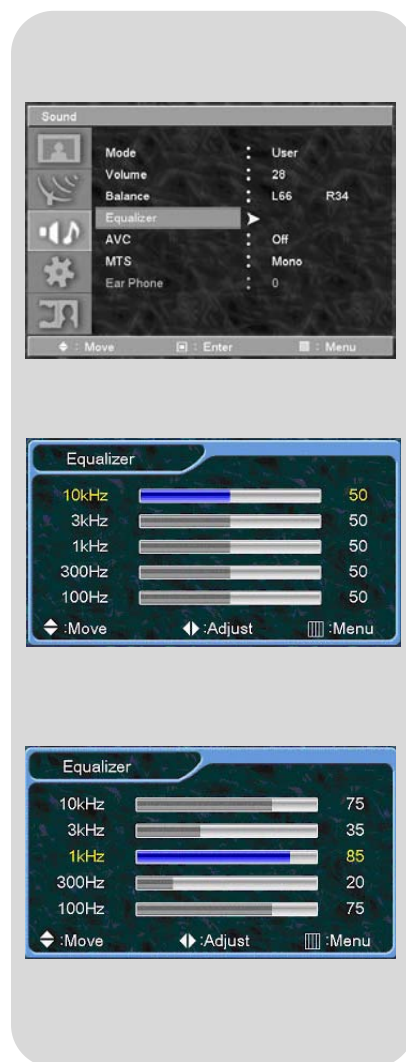 Sound
Mode : User
Volume : 28
Balance : L66 R34
Equalizer
AVC : Off
MTS : Mono
Ear Phone : 0
: Move : Enter : Menu
Equalizer
10kHz 50
3kHz 50
1kHz 50
300Hz 50
100Hz 50
:Move :Adjust :Menu
Equalizer
10kHz 75
3kHz 35
1kHz 85
300Hz 20
100Hz 75
:Move :Adjust :Menu